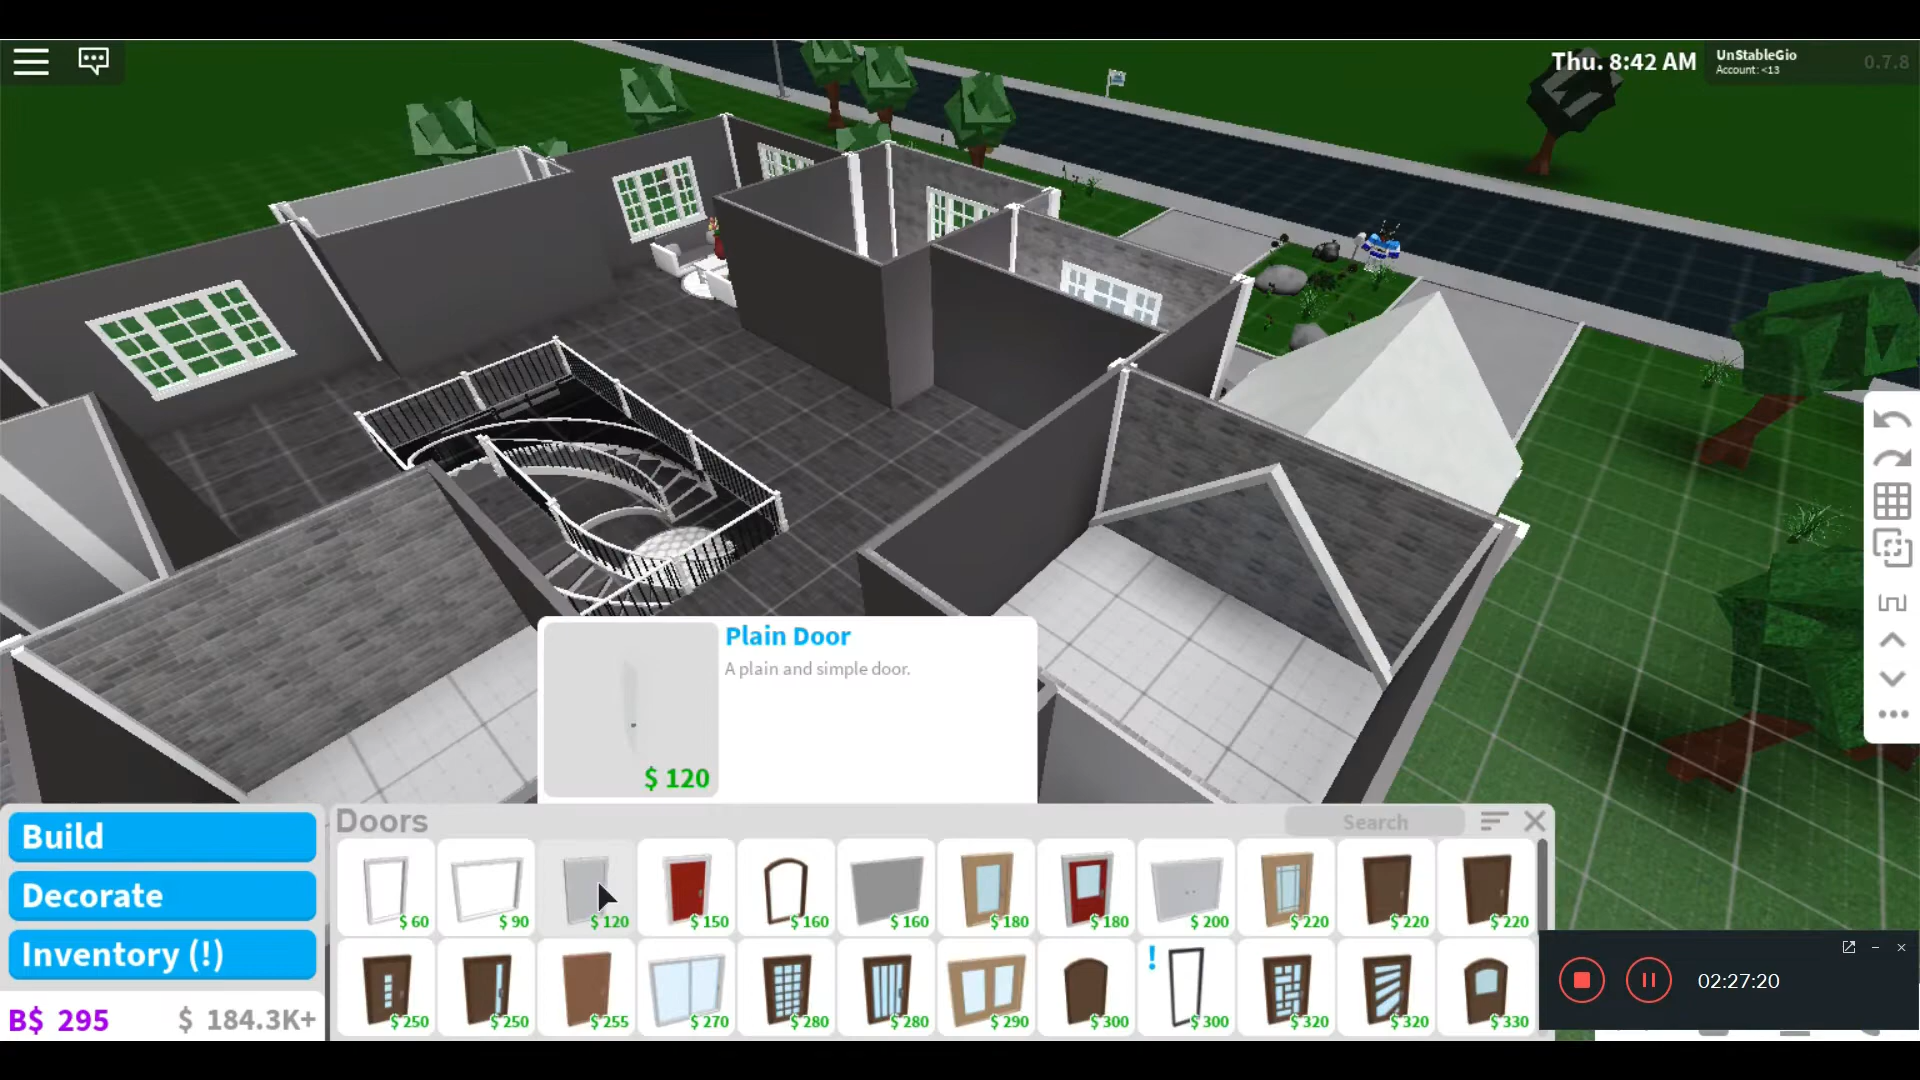 Thu. 8:42 AM
UnStableGio
Account: <13
0.7.8
Plain Door
A plain and simple door.
$ 120
Build
Decorate
Inventory (!)
B$ 295
$ 184.3K+
Doors
Search
$ 60
$ 90
$ 120
$ 150
$ 160
$ 160
$ 180
$ 180
$ 200
$ 220
$ 220
$ 220
$ 250
$ 250
$ 255
$ 270
$ 280
$ 280
$ 290
$ 300
!
$ 300
$ 320
$ 320
$ 330
02:27:20